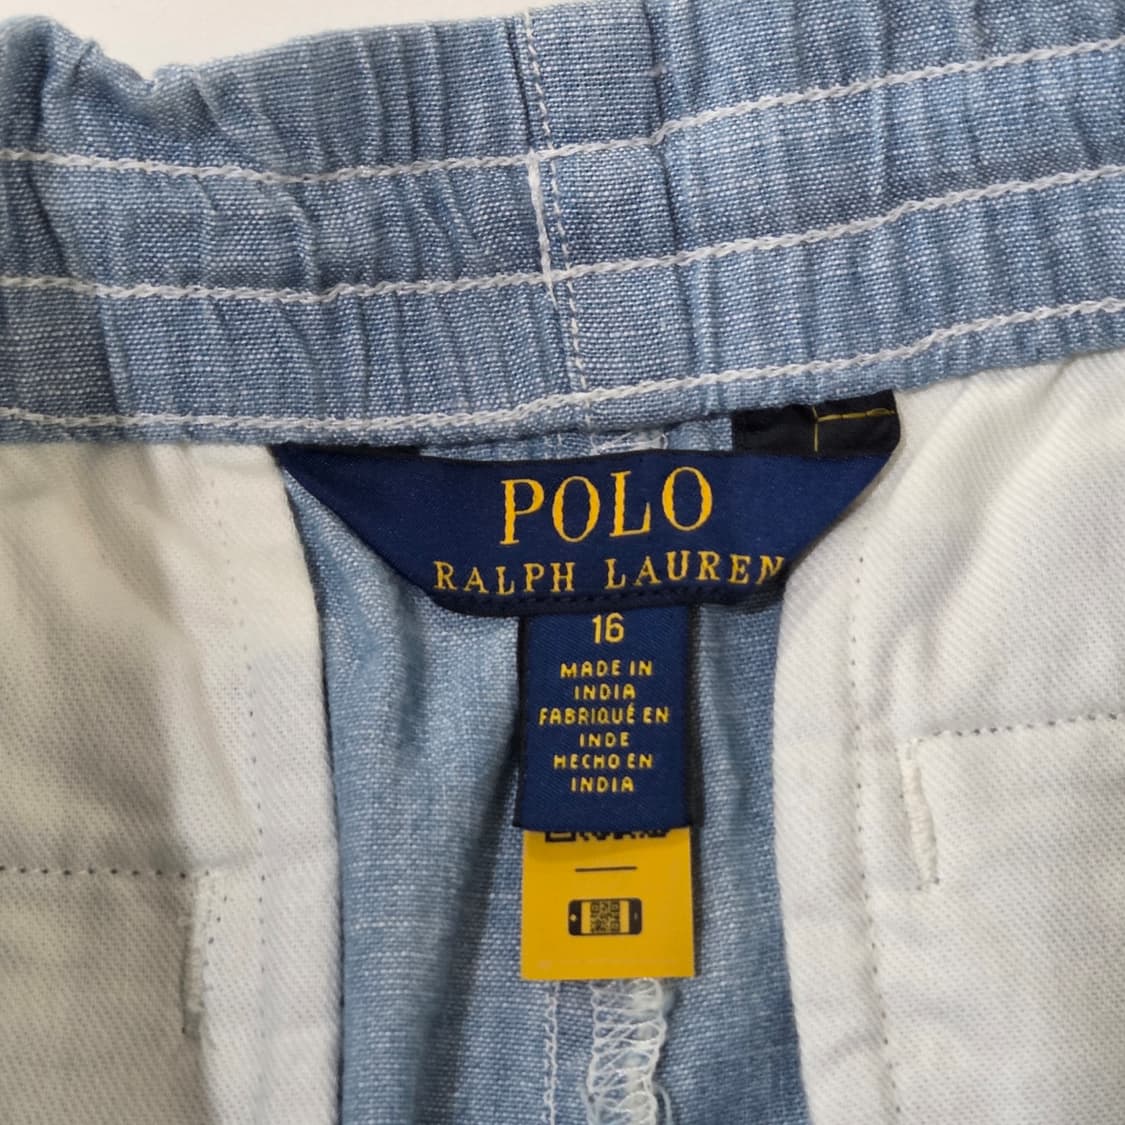 POLO
RALPH LAUREN
16
MADE IN
INDIA
FABRIQUÉ EN
INDE
HECHO EN
INDIA